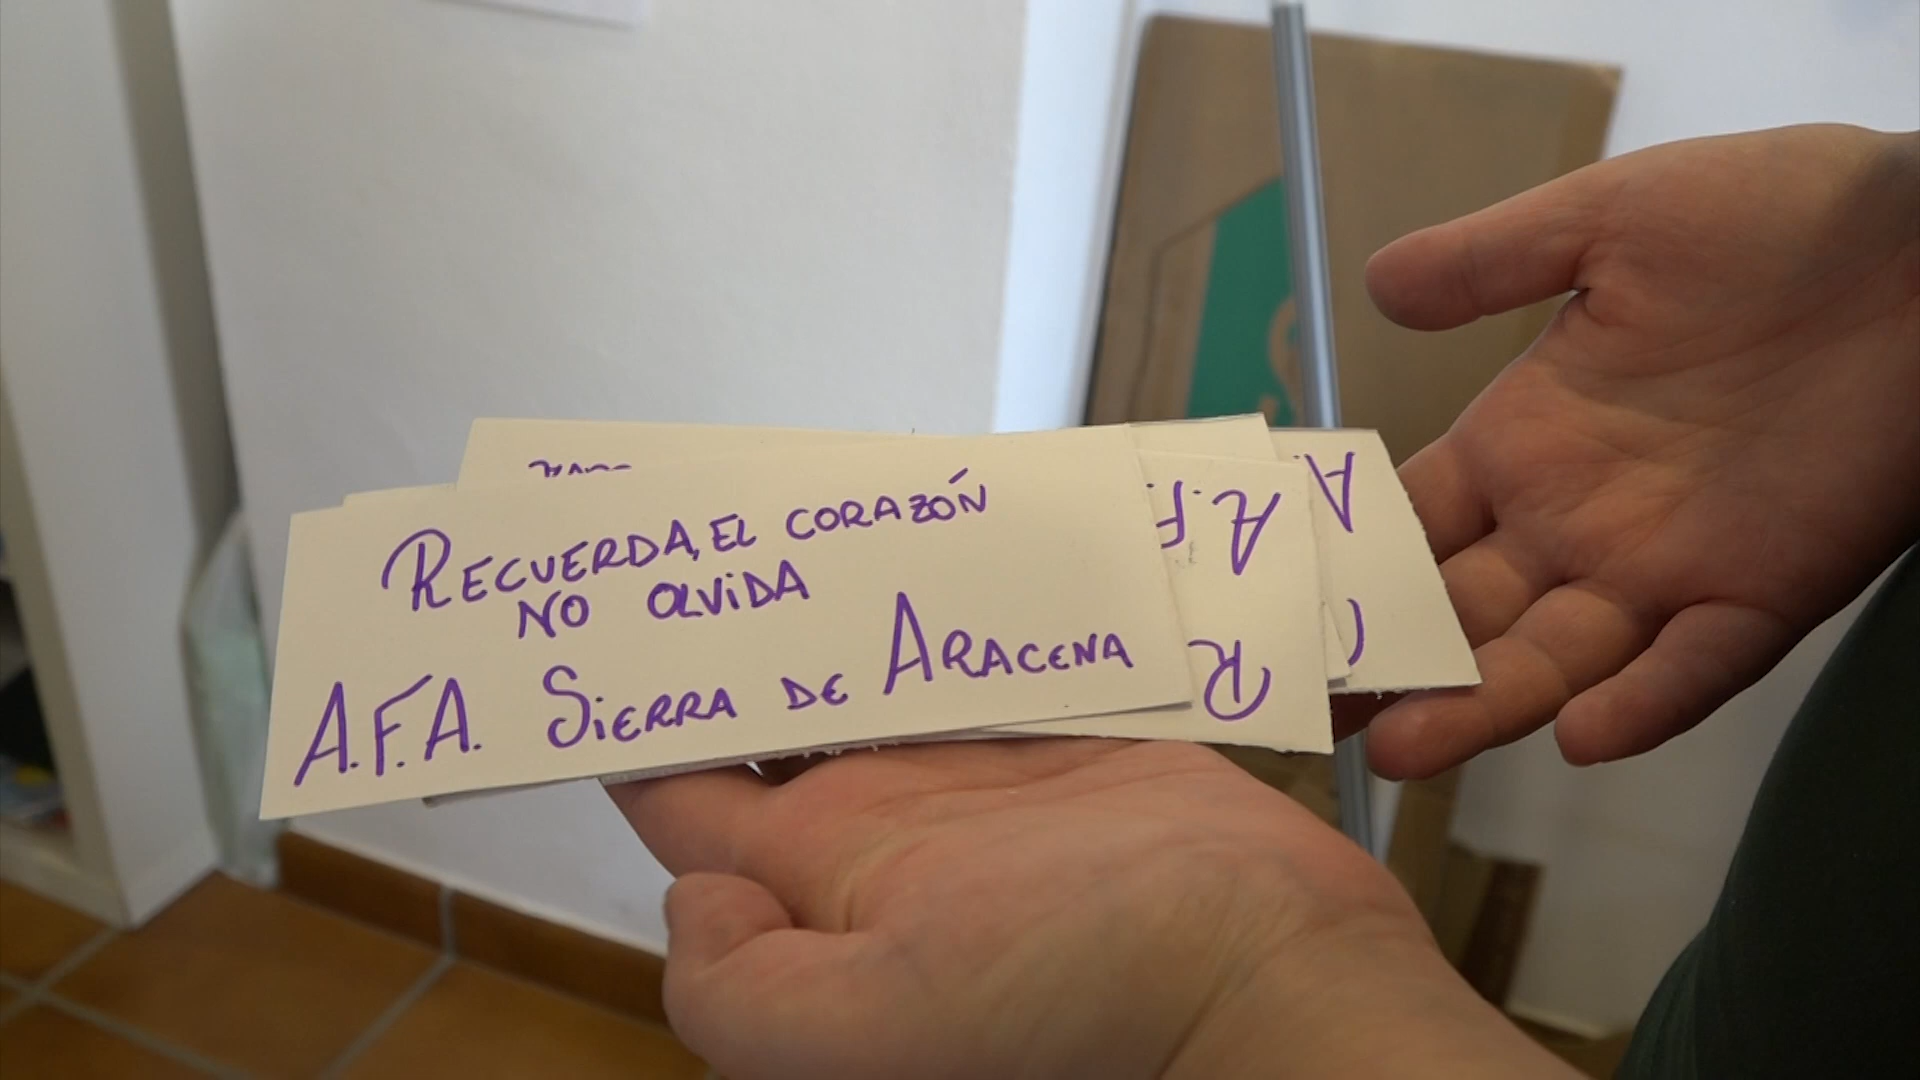 RECUERDA, EL CORAZÓN
NO OLViDA
A.F.A. SiERRA DE ARACENA
A.F.
R
A.